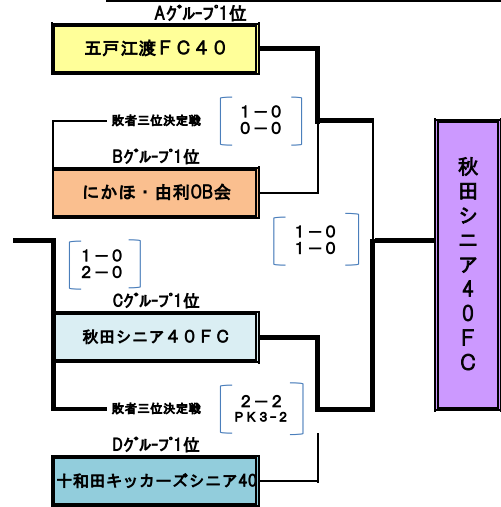 Aｸﾞﾙｰﾌﾟ1位
五戸江渡ＦＣ４０
敗者三位決定戦
１－０
０－０
Bｸﾞﾙｰﾌﾟ1位
にかほ・由利OB会
１－０
１－０
１－０
２－０
Cｸﾞﾙｰﾌﾟ1位
秋田シニア４０ＦＣ
敗者三位決定戦
２－２
ＰＫ３-２
Dｸﾞﾙｰﾌﾟ1位
十和田キッカーズシニア40
秋田シニア４０ＦＣ